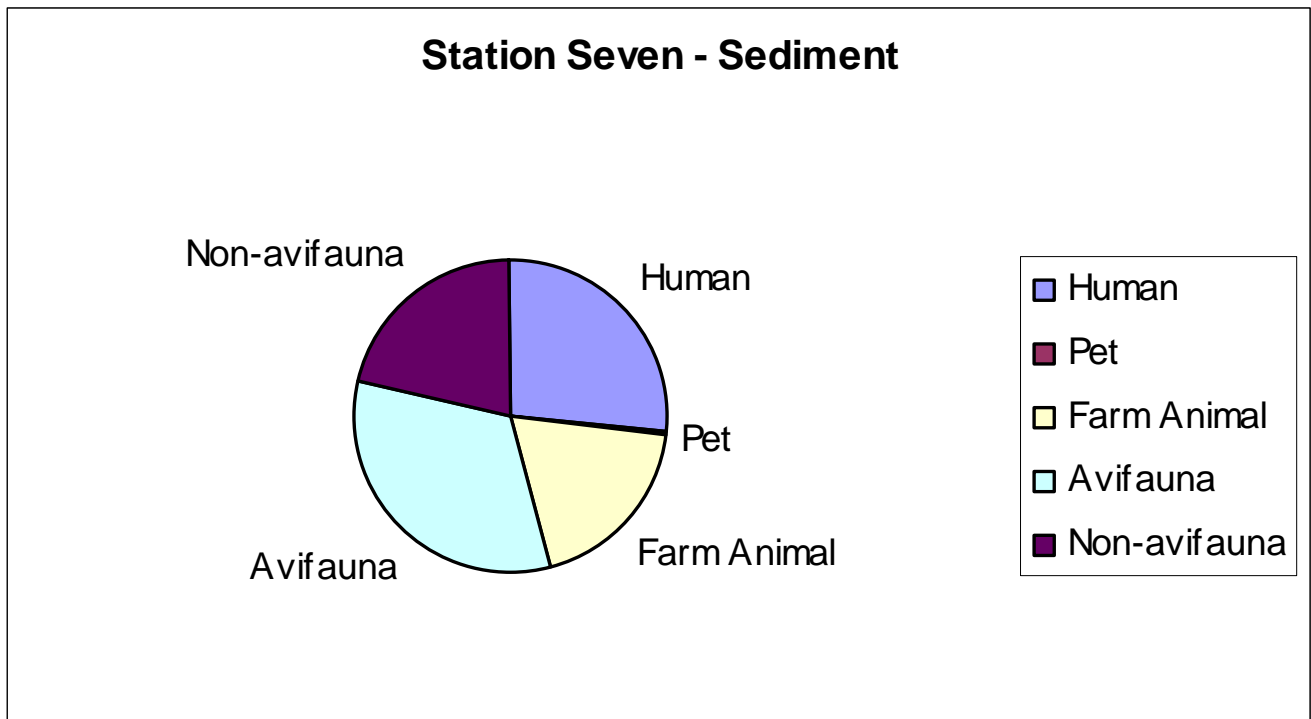 Station Seven - Sediment
Non-avifauna
Human
Pet
Farm Animal
Avifauna
Human
Pet
Farm Animal
Avifauna
Non-avifauna